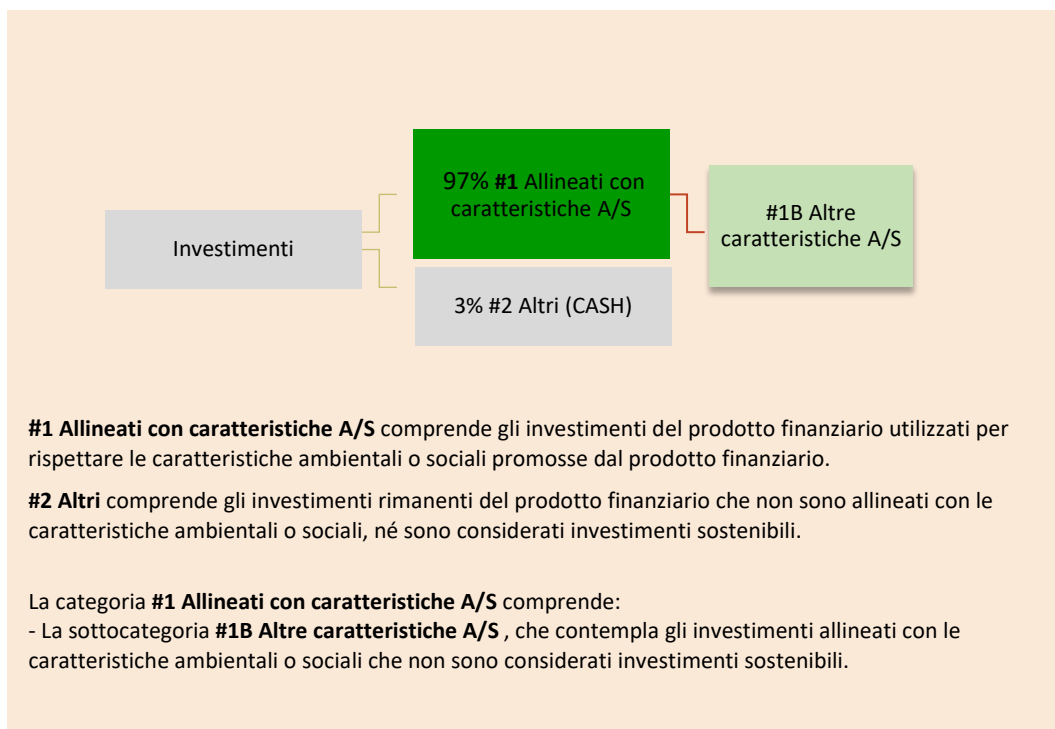 97% #1 Allineati con
caratteristiche A/S
#1B Altre
caratteristiche A/S
Investimenti
3% #2 Altri (CASH)
#1 Allineati con caratteristiche A/S comprende gli investimenti del prodotto finanziario utilizzati per
rispettare le caratteristiche ambientali o sociali promosse dal prodotto finanziario.
#2 Altri comprende gli investimenti rimanenti del prodotto finanziario che non sono allineati con le
caratteristiche ambientali o sociali, né sono considerati investimenti sostenibili.
La categoria #1 Allineati con caratteristiche A/S comprende:
- La sottocategoria #1B Altre caratteristiche A/S , che contempla gli investimenti allineati con le
caratteristiche ambientali o sociali che non sono considerati investimenti sostenibili.